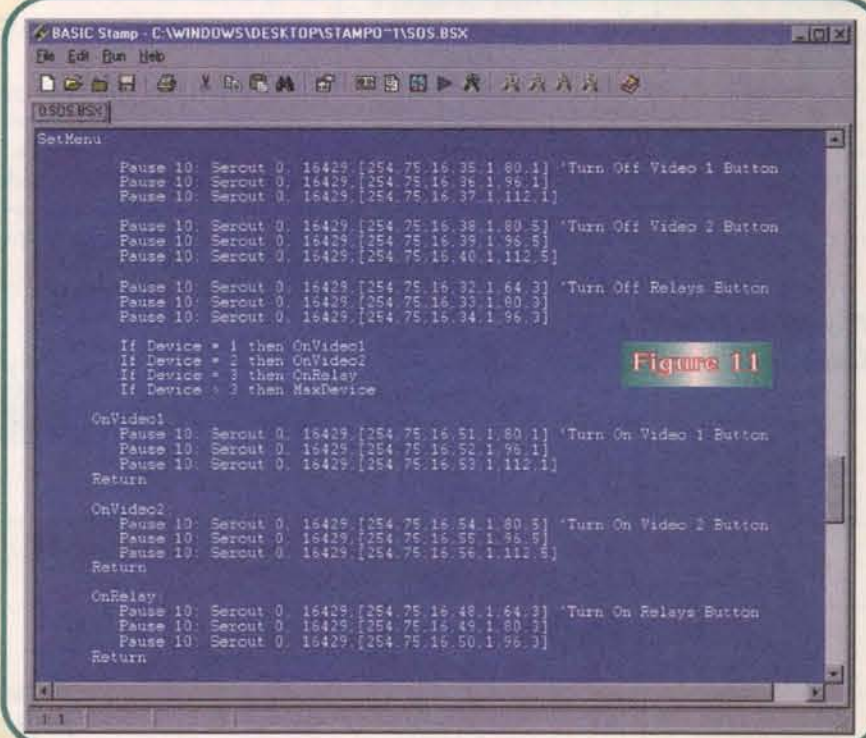 BASIC Stamp - C:\WINDOWS\DESKTOP\STAMPO~1\SOS.BSX
File Edit Run Help
0:SOS.BSX
SetMenu
Pause 10: Serout 0, 16429,[254,75,16,35,1,80,1] 'Turn Off Video 1 Button
Pause 10: Serout 0, 16429,[254,75,16,36,1,96,1]
Pause 10: Serout 0, 16429,[254,75,16,37,1,112,1]
Pause 10: Serout 0, 16429,[254,75,16,38,1,80,5] 'Turn Off Video 2 Button
Pause 10: Serout 0, 16429,[254,75,16,39,1,96,5]
Pause 10: Serout 0, 16429,[254,75,16,40,1,112,5]
Pause 10: Serout 0, 16429,[254,75,16,32,1,64,3] 'Turn Off Relays Button
Pause 10: Serout 0, 16429,[254,75,16,33,1,80,3]
Pause 10: Serout 0, 16429,[254,75,16,34,1,96,3]
If Device = 1 then OnVideo1
If Device = 2 then OnVideo2
If Device = 3 then OnRelay
If Device > 3 then MaxDevice
Figure 11
OnVideo1
Pause 10: Serout 0, 16429,[254,75,16,51,1,80,1] 'Turn On Video 1 Button
Pause 10: Serout 0, 16429,[254,75,16,52,1,96,1]
Pause 10: Serout 0, 16429,[254,75,16,53,1,112,1]
Return
OnVideo2
Pause 10: Serout 0, 16429,[254,75,16,54,1,80,5] 'Turn On Video 2 Button
Pause 10: Serout 0, 16429,[254,75,16,55,1,96,5]
Pause 10: Serout 0, 16429,[254,75,16,56,1,112,5]
Return
OnRelay
Pause 10: Serout 0, 16429,[254,75,16,48,1,64,3] 'Turn On Relays Button
Pause 10: Serout 0, 16429,[254,75,16,49,1,80,3]
Pause 10: Serout 0, 16429,[254,75,16,50,1,96,3]
Return
1: 1